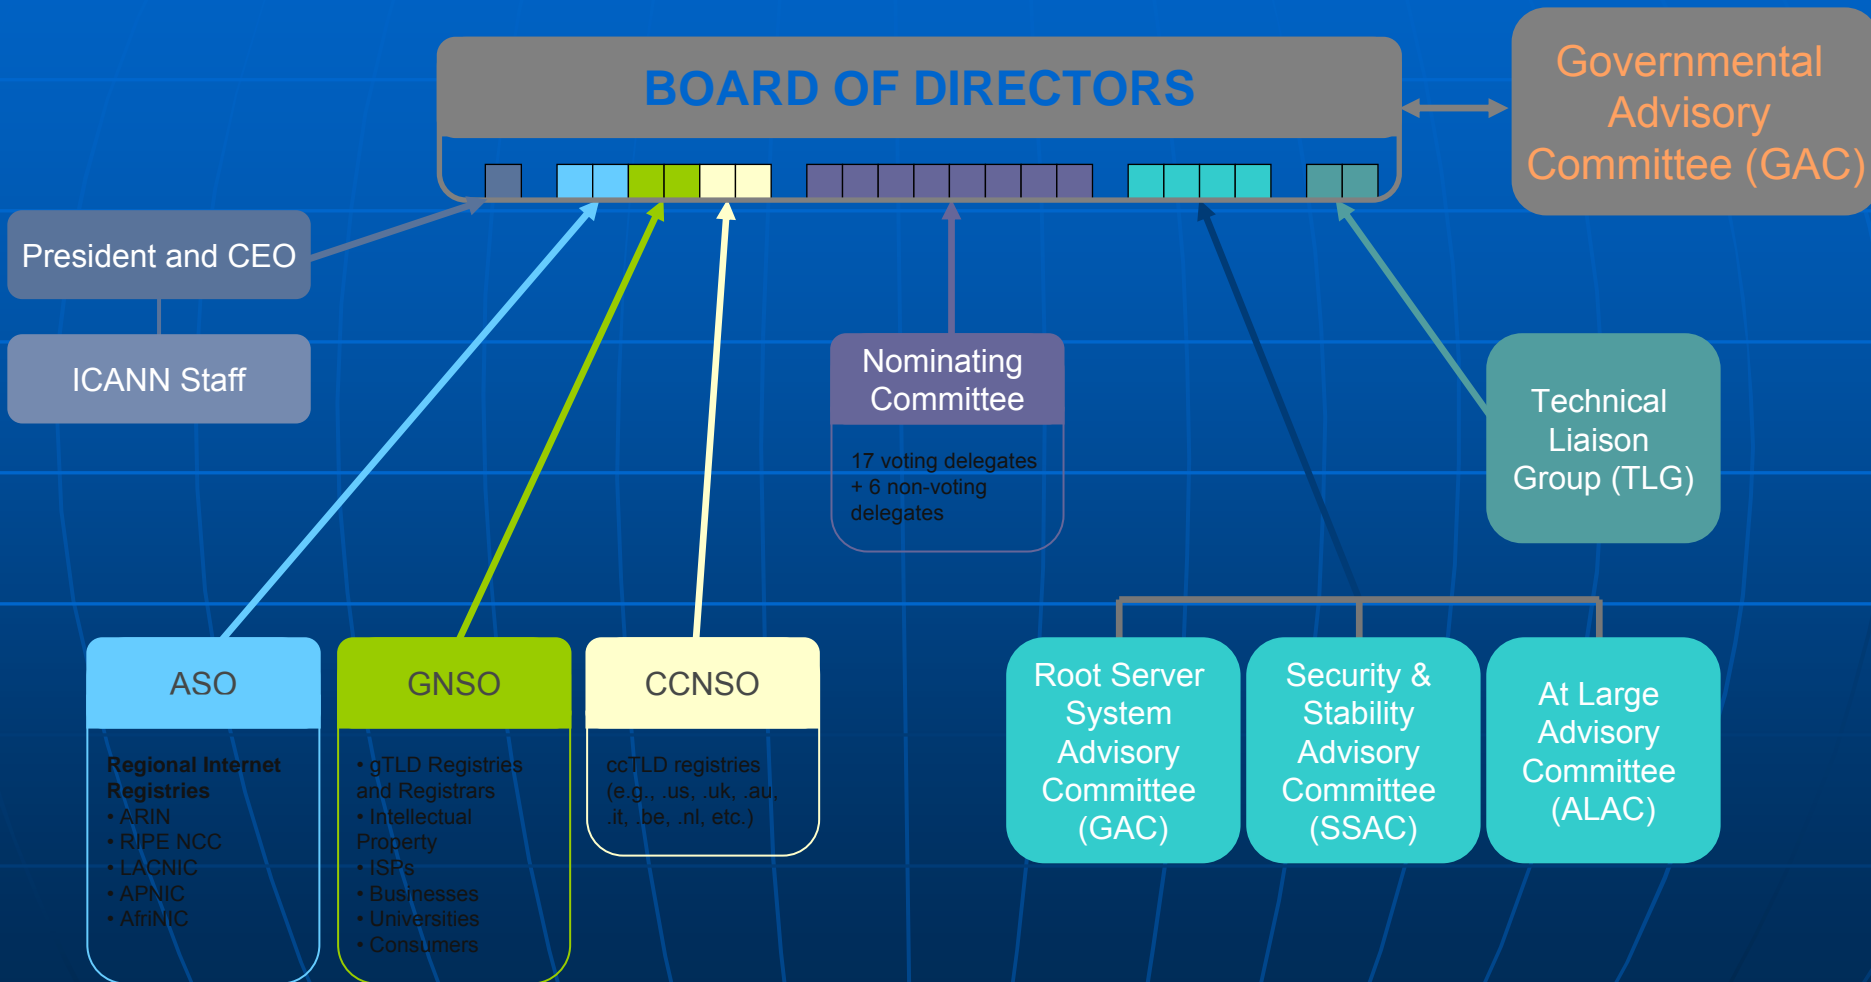 BOARD OF DIRECTORS
Governmental
Advisory
Committee (GAC)
President and CEO
ICANN Staff
Nominating
Committee
17 voting delegates
+ 6 non-voting
delegates
Technical
Liaison
Group (TLG)
ASO
Regional Internet
Registries
• ARIN
• RIPE NCC
• LACNIC
• APNIC
• AfriNIC
GNSO
• gTLD Registries
and Registrars
• Intellectual
Property
• ISPs
• Businesses
• Universities
• Consumers
CCNSO
ccTLD registries
(e.g., .us, .uk, .au,
.it, .be, .nl, etc.)
Root Server
System
Advisory
Committee
(GAC)
Security &
Stability
Advisory
Committee
(SSAC)
At Large
Advisory
Committee
(ALAC)